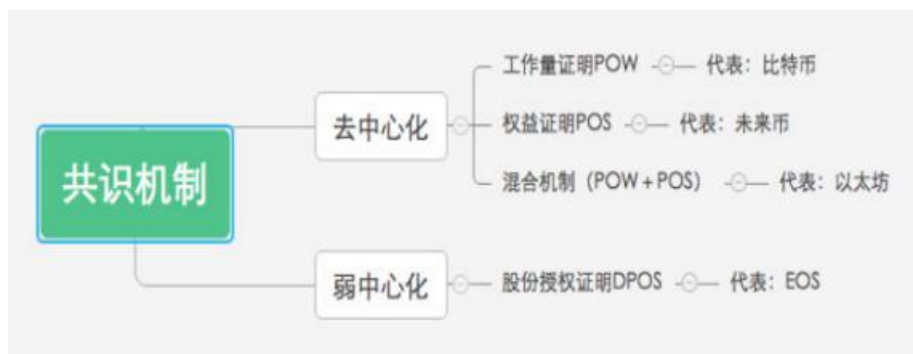 共识机制
去中心化
工作量证明POW 代表：比特币
权益证明POS 代表：未来币
混合机制（POW+POS） 代表：以太坊
弱中心化
股份授权证明DPOS 代表：EOS